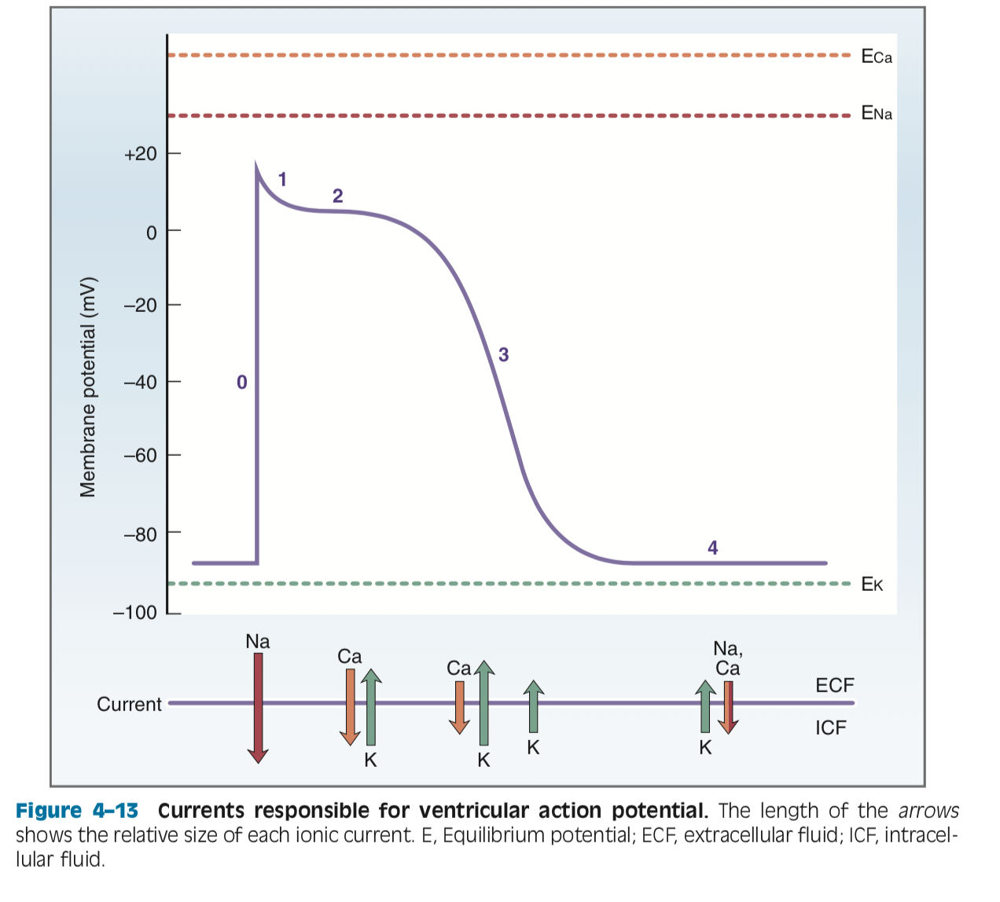 ECa
ENa
+20
1
2
0
–20
3
–40
0
–60
–80
4
EK
–100
Membrane potential (mV)
Na
Ca
K
Ca
K
K
K
Na,
Ca
Current
ECF
ICF
Figure 4–13 Currents responsible for ventricular action potential. The length of the arrows
shows the relative size of each ionic current. E, Equilibrium potential; ECF, extracellular fluid; ICF, intracel-
lular fluid.